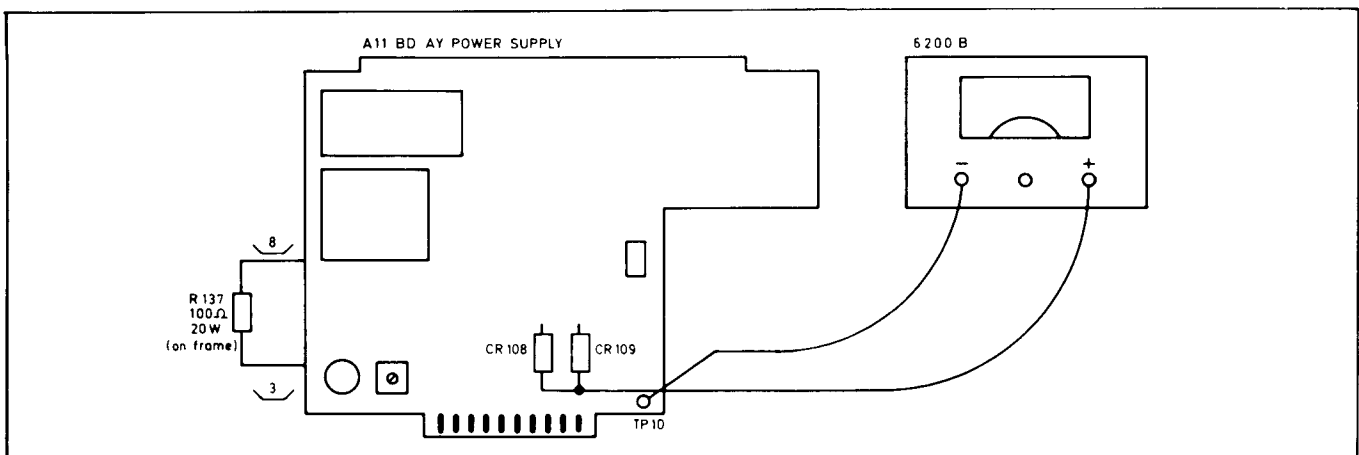 A11 BD AY POWER SUPPLY
6200 B
-
+
8
R 137
100Ω
20 W
(on frame)
3
CR 108
CR 109
TP 10